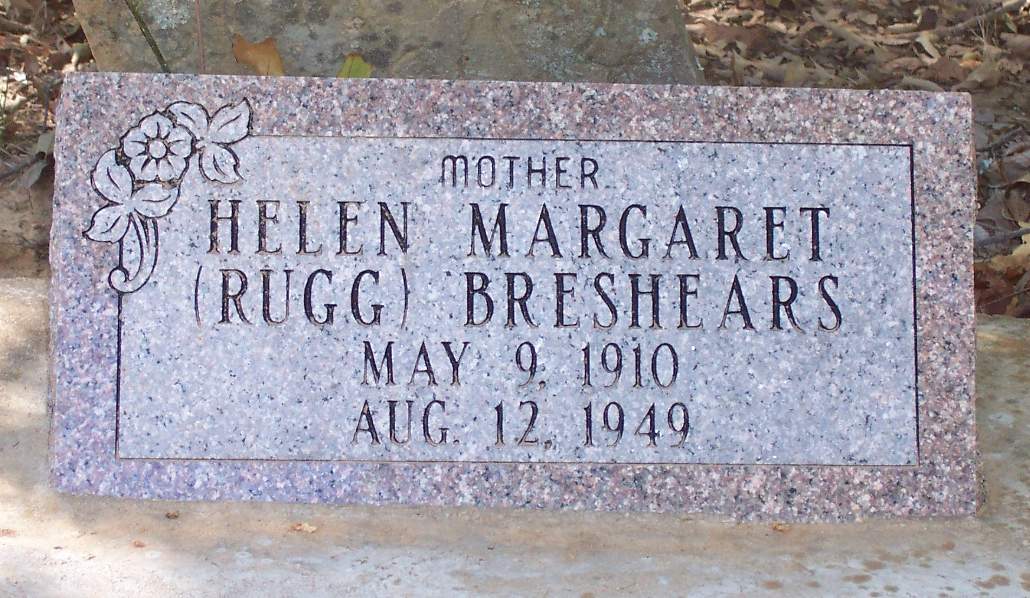 MOTHER
HELEN MARGARET
(RUGG) BRESHEARS
MAY 9, 1910
AUG. 12, 1949